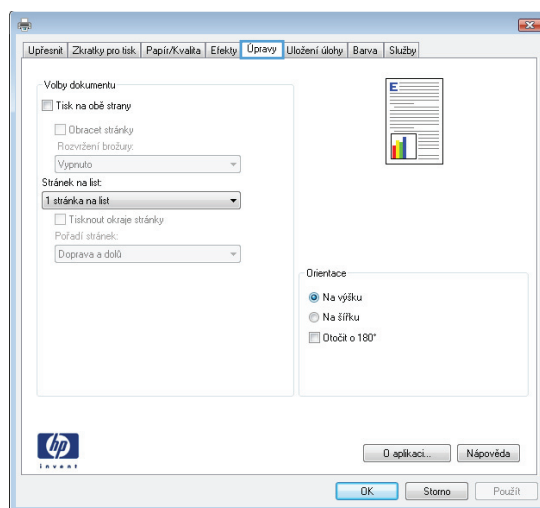 Upřesnit Zkratky pro tisk Papír/Kvalita Efekty Úpravy Uložení úlohy Barva Služby
Volby dokumentu
Tisk na obě strany
Obracet stránky
Rozvržení brožury:
Vypnuto
Stránek na list:
1 stránka na list
Tisknout okraje stránky
Pořadí stránek:
Doprava a dolů
E
Orientace
Na výšku
Na šířku
Otočit o 180°
hp
invent
O aplikaci... Nápověda
OK Storno Použít